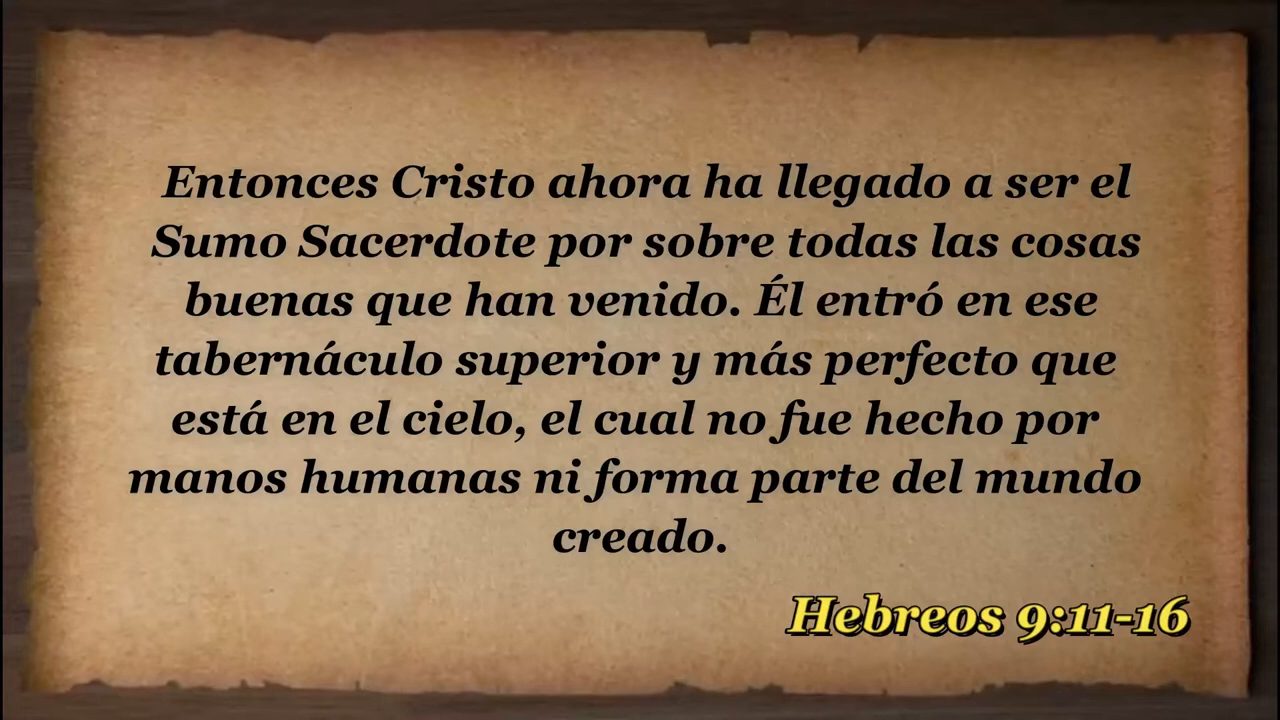 Entonces Cristo ahora ha llegado a ser el
Sumo Sacerdote por sobre todas las cosas
buenas que han venido. Él entró en ese
tabernáculo superior y más perfecto que
está en el cielo, el cual no fue hecho por
manos humanas ni forma parte del mundo
creado.
Hebreos 9:11-16